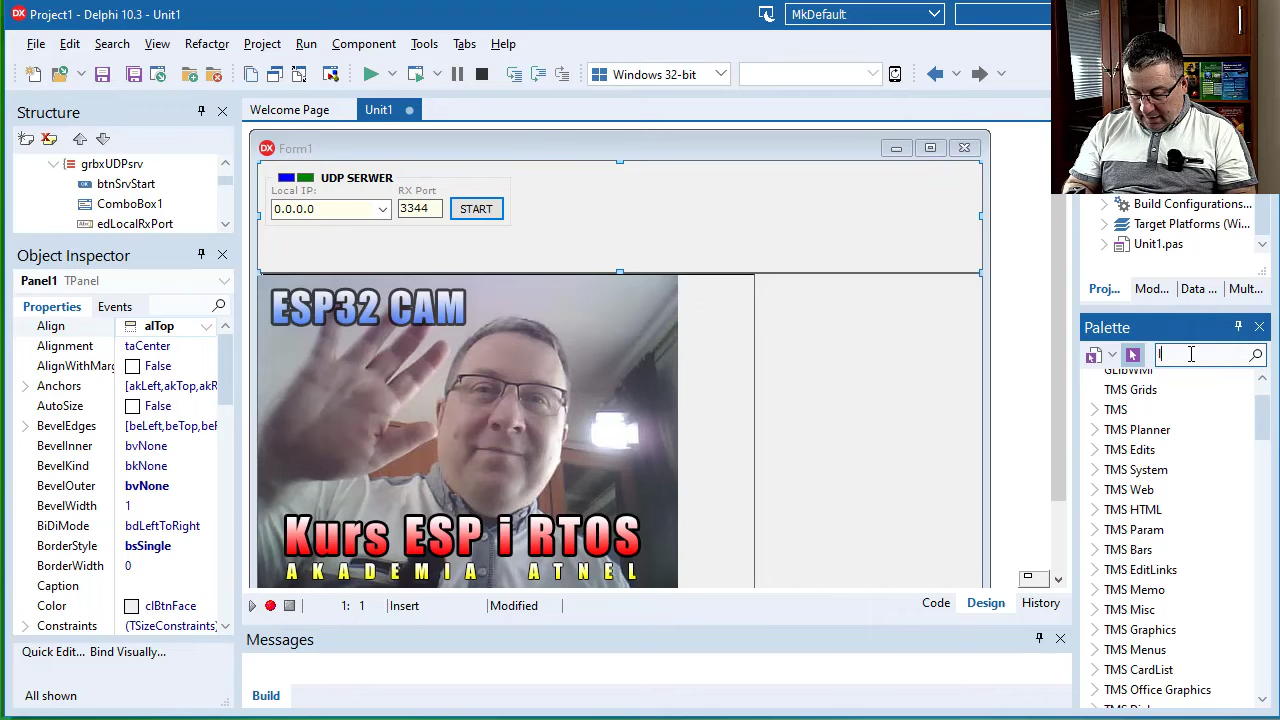 Project1 - Delphi 10.3 - Unit1
MkDefault
File Edit Search View Refactor Project Run Component Tools Tabs Help
Windows 32-bit
Structure
Welcome Page
Unit1
grbxUDPsrv
btnSrvStart
ComboBox1
edLocalRxPort
Form1
UDP SERWER
Local IP:
RX Port
0.0.0.0
3344
START
Object Inspector
Panel1 TPanel
Properties
Events
Align alTop
Alignment taCenter
AlignWithMarg False
Anchors [akLeft,akTop,akR
AutoSize False
BevelEdges [beLeft,beTop,beF
BevelInner bvNone
BevelKind bkNone
BevelOuter bvNone
BevelWidth 1
BiDiMode bdLeftToRight
BorderStyle bsSingle
BorderWidth 0
Caption
Color clBtnFace
Constraints (TSizeConstraints)
Quick Edit... Bind Visually...
All shown
ESP32 CAM
Kurs ESP i RTOS
AKADEMIA ATNEL
1: 1
Insert
Modified
Code
Design
History
Messages
Build
Build Configurations...
Target Platforms (Wi...
Unit1.pas
Proj...
Mod...
Data ...
Mult...
Palette
l
GLibWMI
TMS Grids
TMS
TMS Planner
TMS Edits
TMS System
TMS Web
TMS HTML
TMS Param
TMS Bars
TMS EditLinks
TMS Memo
TMS Misc
TMS Graphics
TMS Menus
TMS CardList
TMS Office Graphics